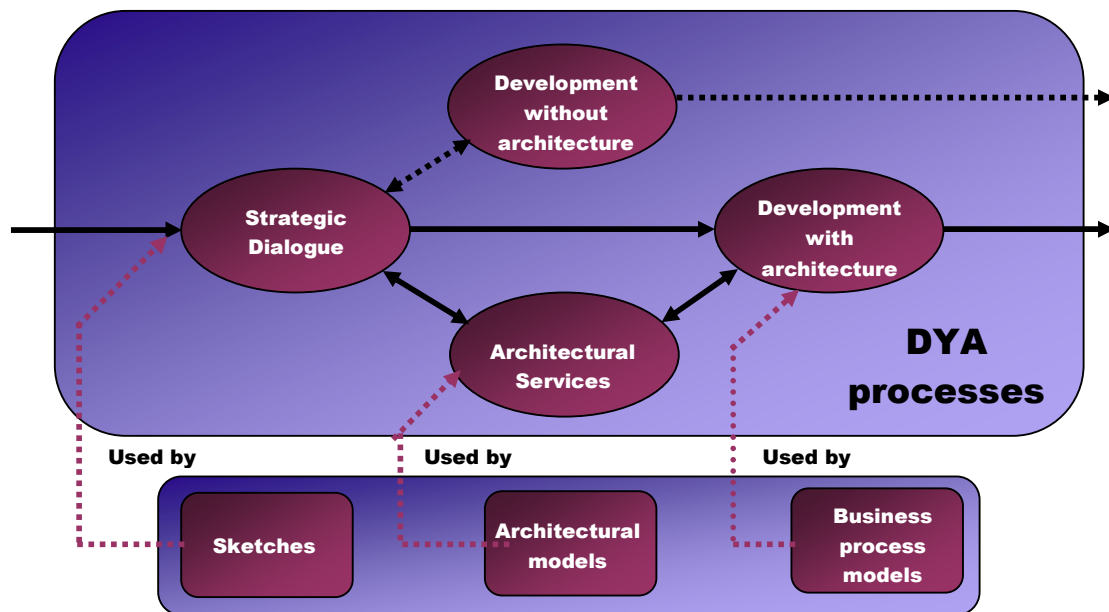 Development
without
architecture
Strategic
Dialogue
Development
with
architecture
Architectural
Services
DYA
processes
Used by
Used by
Used by
Sketches
Architectural
models
Business
process
models